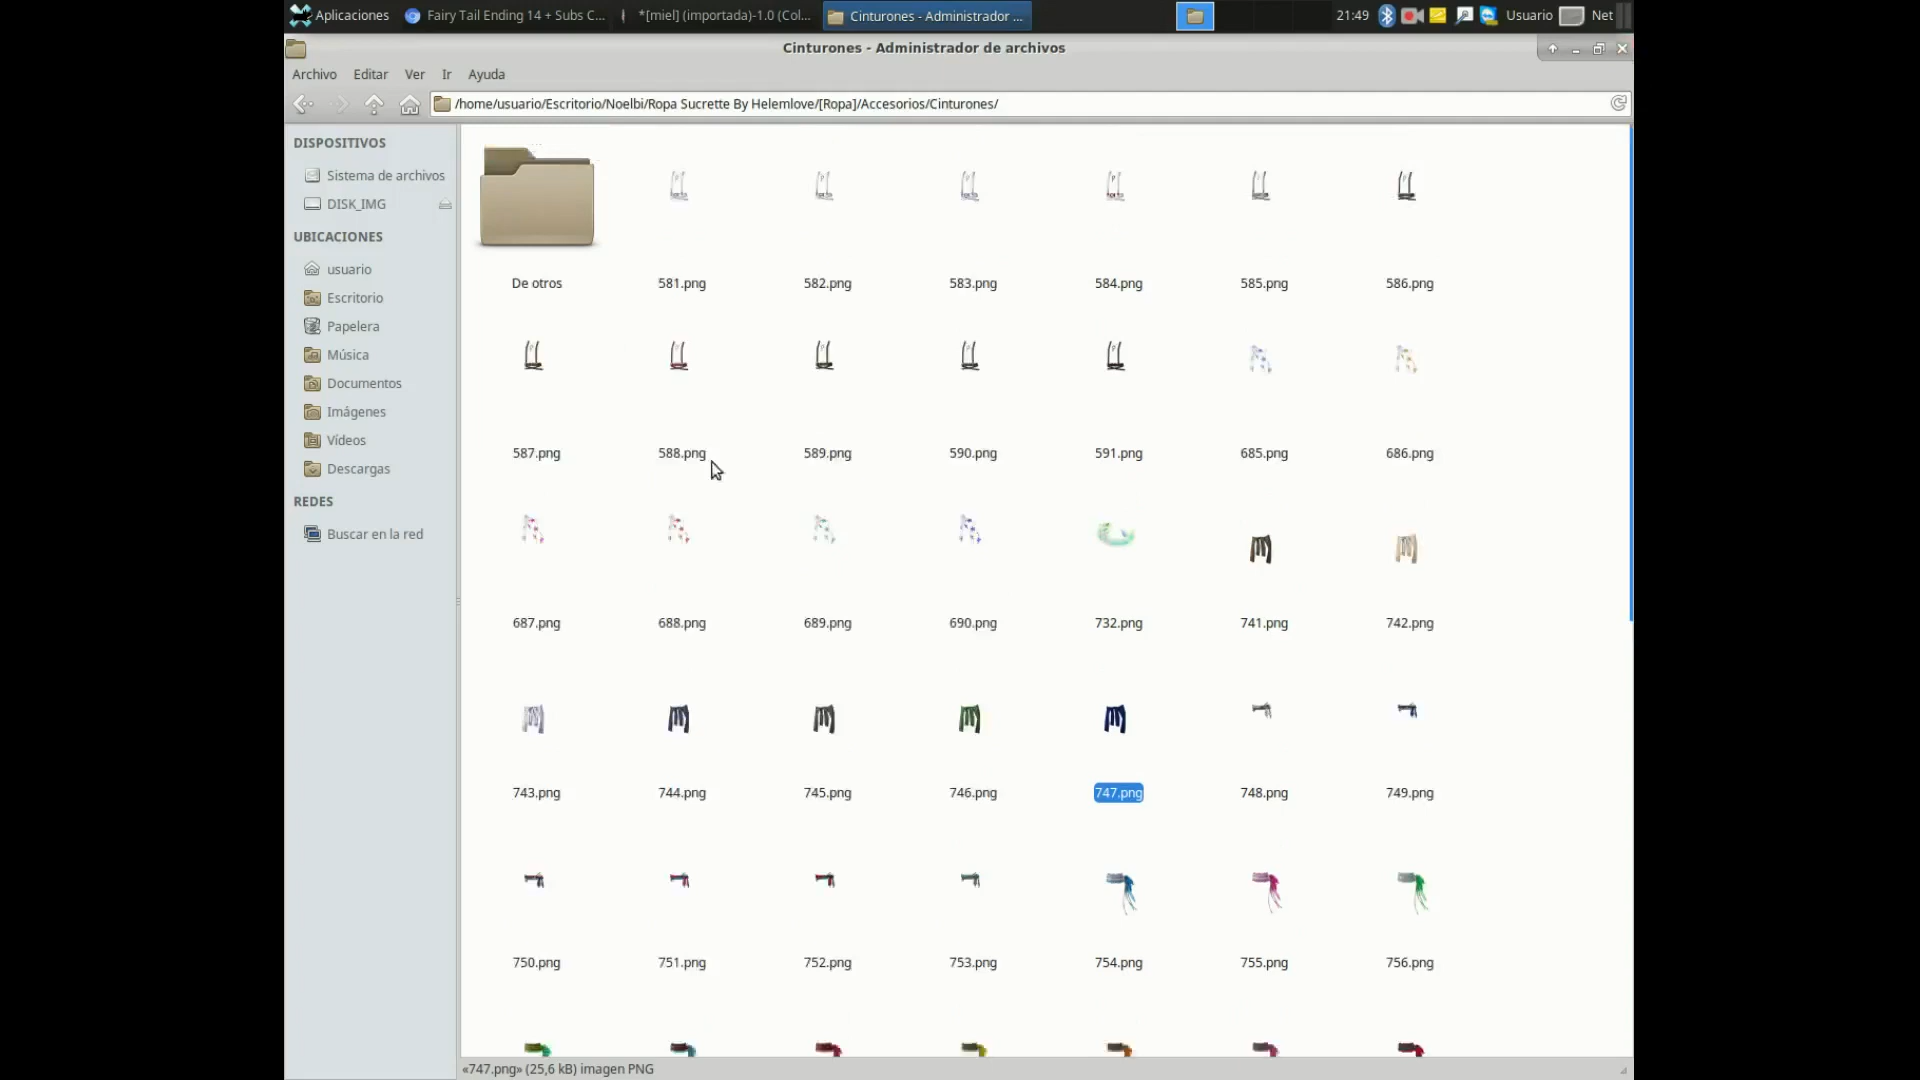 Aplicaciones
Fairy Tail Ending 14 + Subs C...
*[miel] (importada)-1.0 (Col...
Cinturones - Administrador ...
21:49
Usuario
Net
Cinturones - Administrador de archivos
Archivo Editar Ver Ir Ayuda
/home/usuario/Escritorio/Noelbi/Ropa Sucrette By Helemlove/[Ropa]/Accesorios/Cinturones/
DISPOSITIVOS
Sistema de archivos
DISK_IMG
UBICACIONES
usuario
Escritorio
Papelera
Música
Documentos
Imágenes
Vídeos
Descargas
REDES
Buscar en la red
De otros 581.png 582.png 583.png 584.png 585.png 586.png
587.png 588.png 589.png 590.png 591.png 685.png 686.png
687.png 688.png 689.png 690.png 732.png 741.png 742.png
743.png 744.png 745.png 746.png 747.png 748.png 749.png
750.png 751.png 752.png 753.png 754.png 755.png 756.png
«747.png» (25,6 kB) imagen PNG